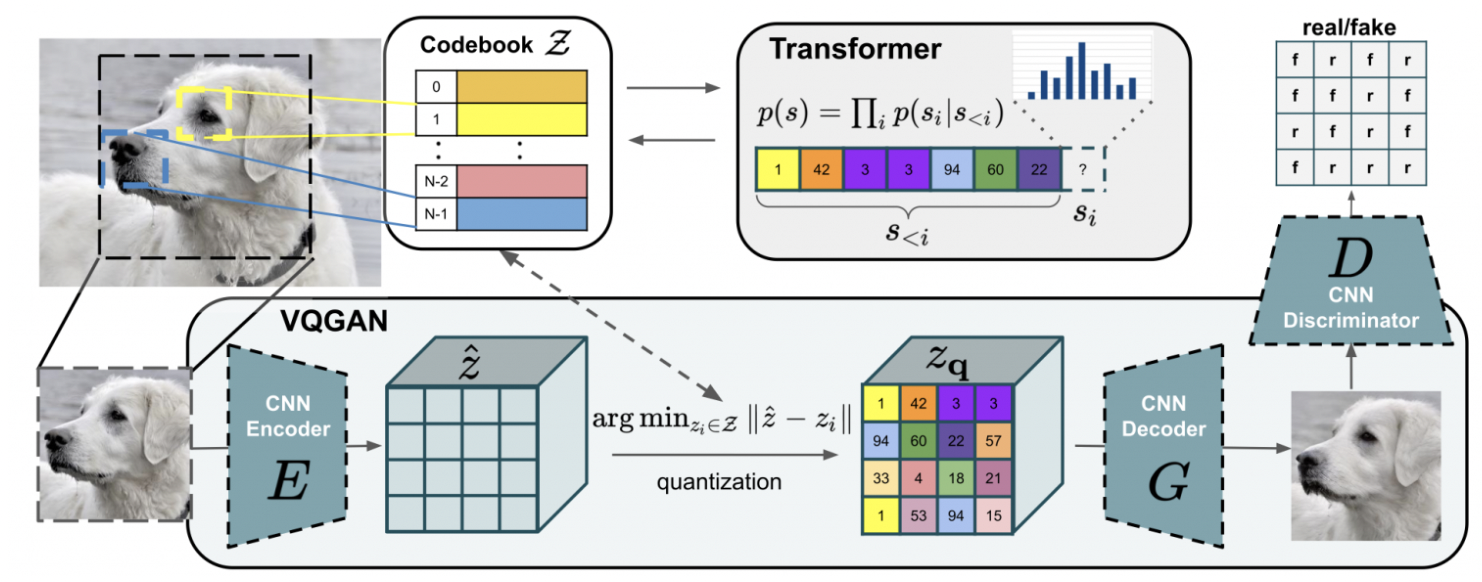 Codebook 𝒵
0
1
⋮ ⋮
N-2
N-1
Transformer
p(s) = ∏ᵢ p(sᵢ|s<ᵢ)
1 42 3 3 94 60 22 ?
s<ᵢ
sᵢ
real/fake
f r f r
f f r f
r f r f
f r r r
D
CNN
Discriminator
VQGAN
CNN
Encoder
E
ẑ
arg min_{zᵢ∈𝒵} ‖ẑ − zᵢ‖
quantization
z_𝐪
1 42 3 3
94 60 22 57
33 4 18 21
1 53 94 15
CNN
Decoder
G